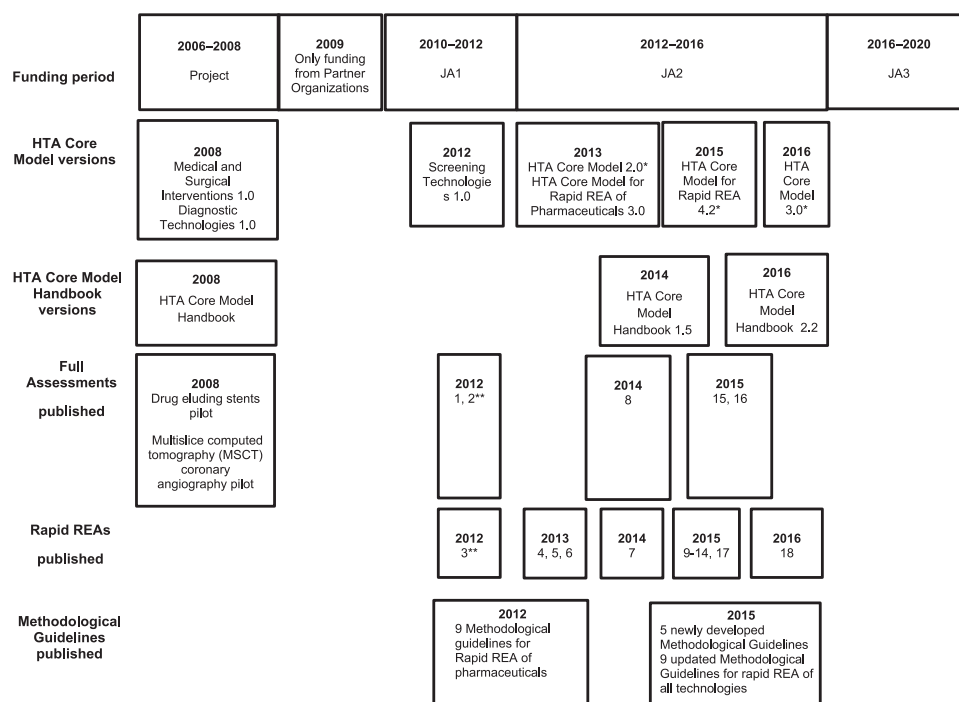 Funding period
2006–2008
Project
2009
Only funding
from Partner
Organizations
2010–2012
JA1
2012–2016
JA2
2016–2020
JA3
HTA Core
Model versions
2008
Medical and
Surgical
Interventions 1.0
Diagnostic
Technologies 1.0
2012
Screening
Technologie
s 1.0
2013
HTA Core Model 2.0*
HTA Core Model for
Rapid REA of
Pharmaceuticals 3.0
2015
HTA Core
Model for
Rapid REA
4.2*
2016
HTA
Core
Model
3.0*
HTA Core Model
Handbook
versions
2008
HTA Core Model
Handbook
2014
HTA Core
Model
Handbook 1.5
2016
HTA Core
Model
Handbook 2.2
Full
Assessments
published
2008
Drug eluding stents
pilot
Multislice computed
tomography (MSCT)
coronary
angiography pilot
2012
1, 2**
2014
8
2015
15, 16
Rapid REAs
published
2012
3**
2013
4, 5, 6
2014
7
2015
9-14, 17
2016
18
Methodological
Guidelines
published
2012
9 Methodological
guidelines for
Rapid REA of
pharmaceuticals
2015
5 newly developed
Methodological Guidelines
9 updated Methodological
Guidelines for rapid REA of
all technologies